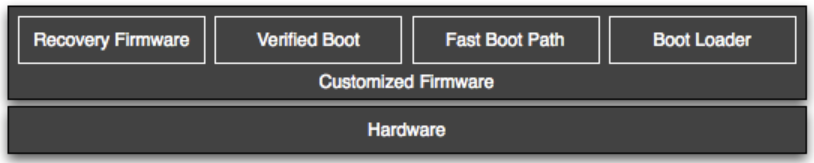 Recovery Firmware
Verified Boot
Fast Boot Path
Boot Loader
Customized Firmware
Hardware